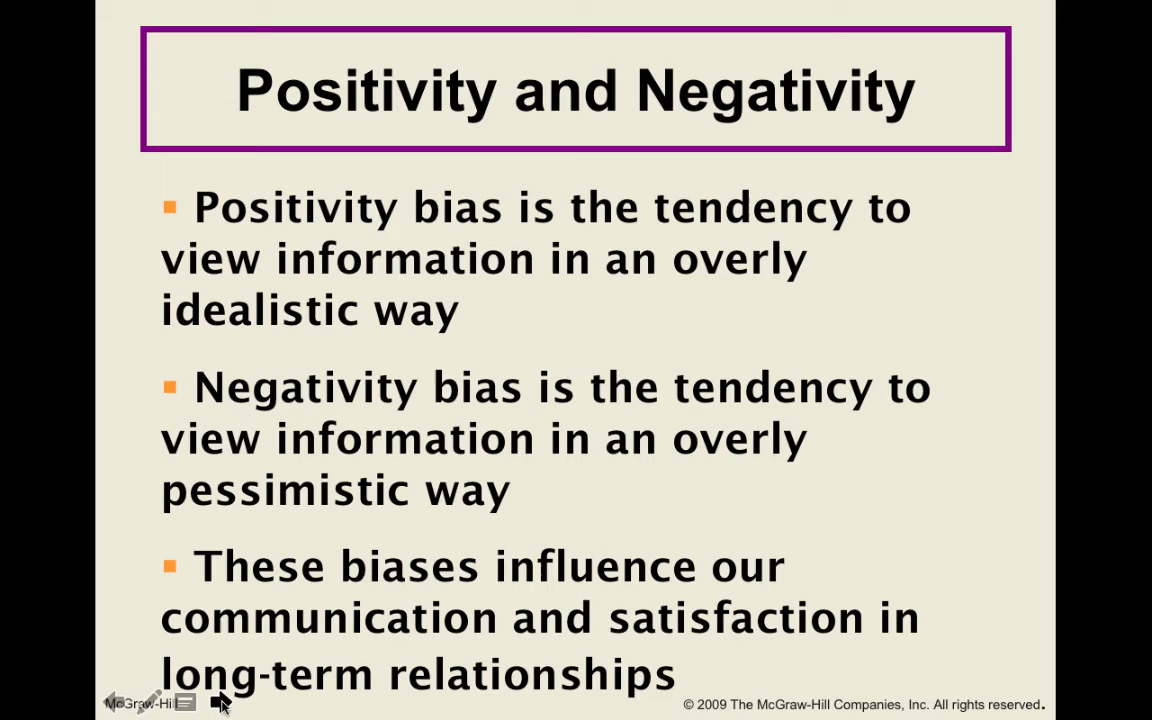 Positivity and Negativity
▪ Positivity bias is the tendency to
view information in an overly
idealistic way
▪ Negativity bias is the tendency to
view information in an overly
pessimistic way
▪ These biases influence our
communication and satisfaction in
long-term relationships
McGraw-Hill
© 2009 The McGraw-Hill Companies, Inc. All rights reserved.